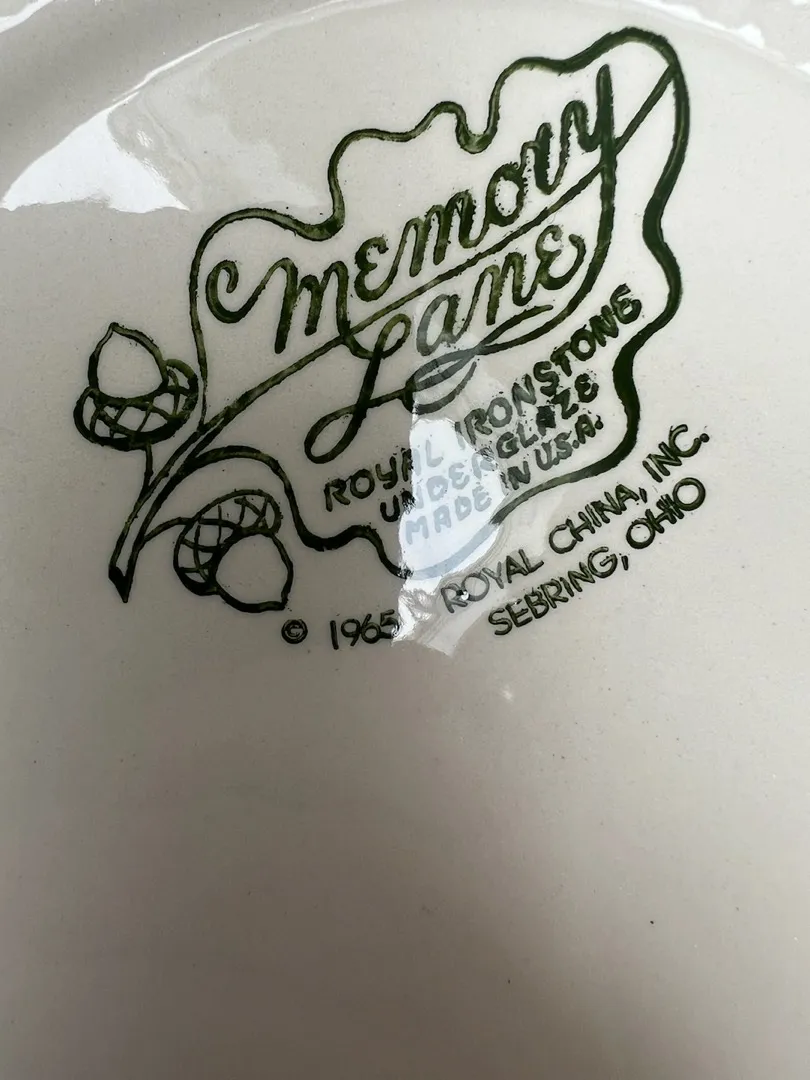 Memory
Lane
ROYAL IRONSTONE
UNDERGLAZE
MADE IN U.S.A.
© 1965 ROYAL CHINA, INC.
SEBRING, OHIO